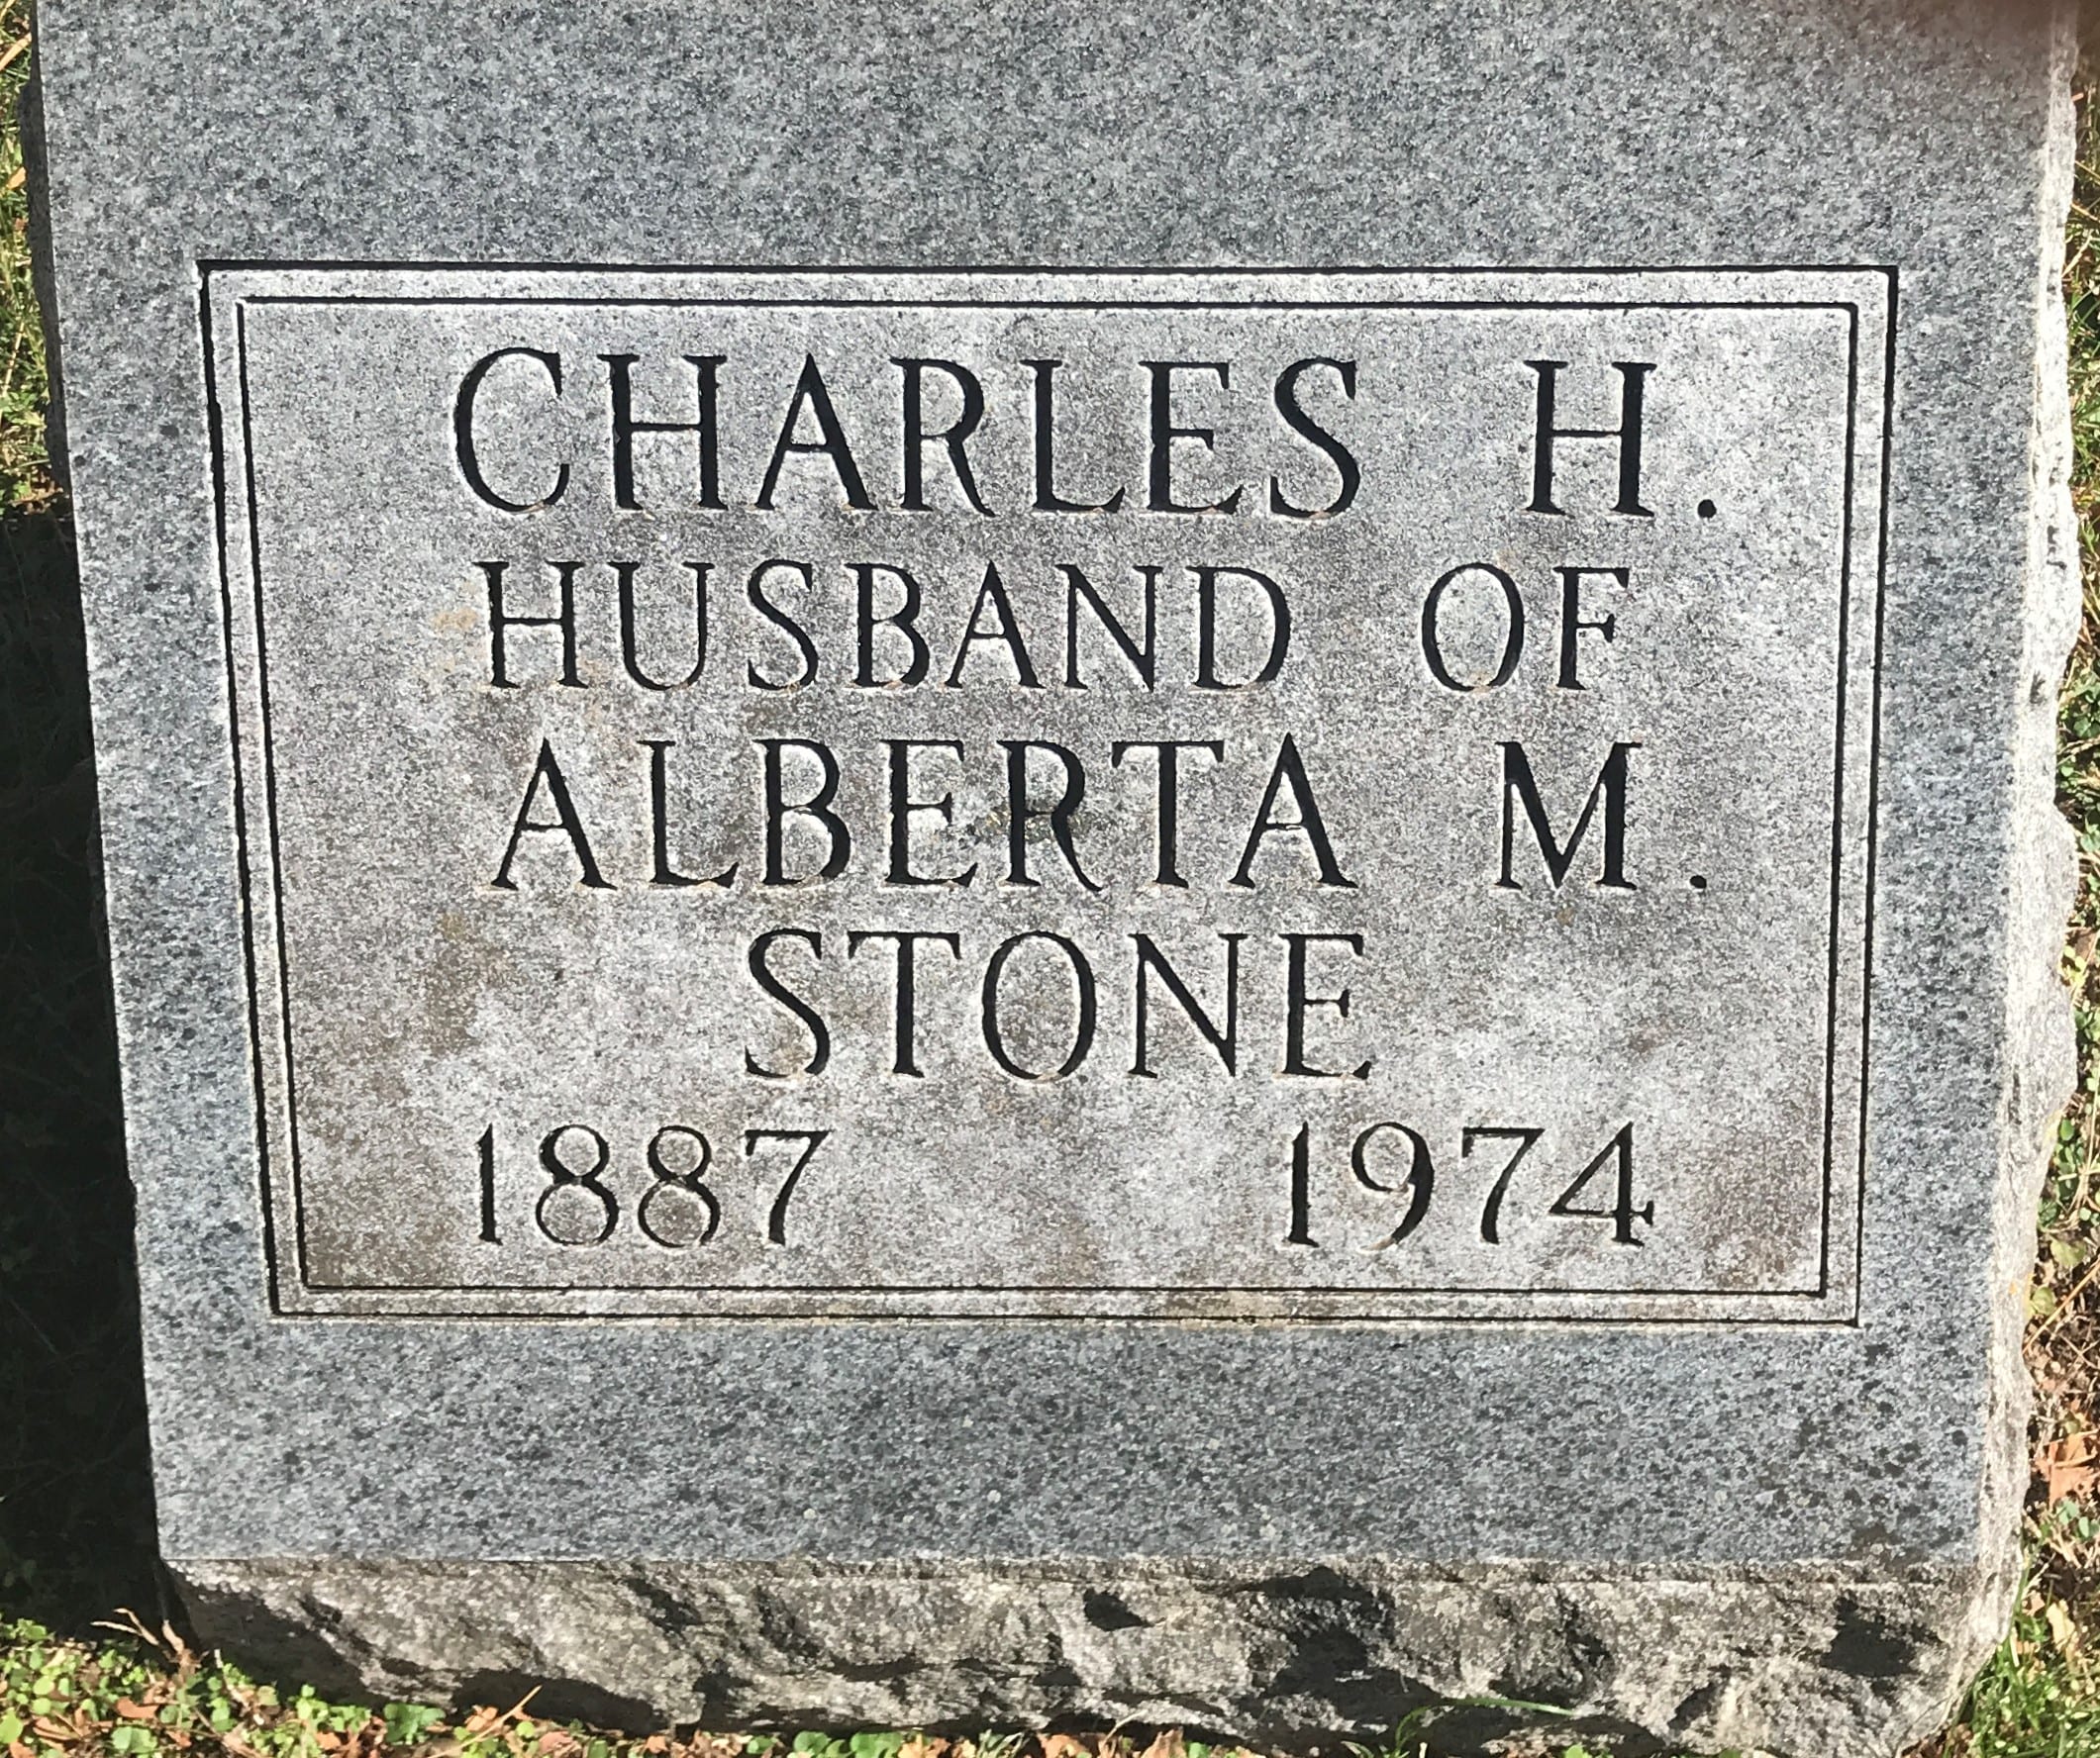 CHARLES H.
HUSBAND OF
ALBERTA M.
STONE
1887 1974